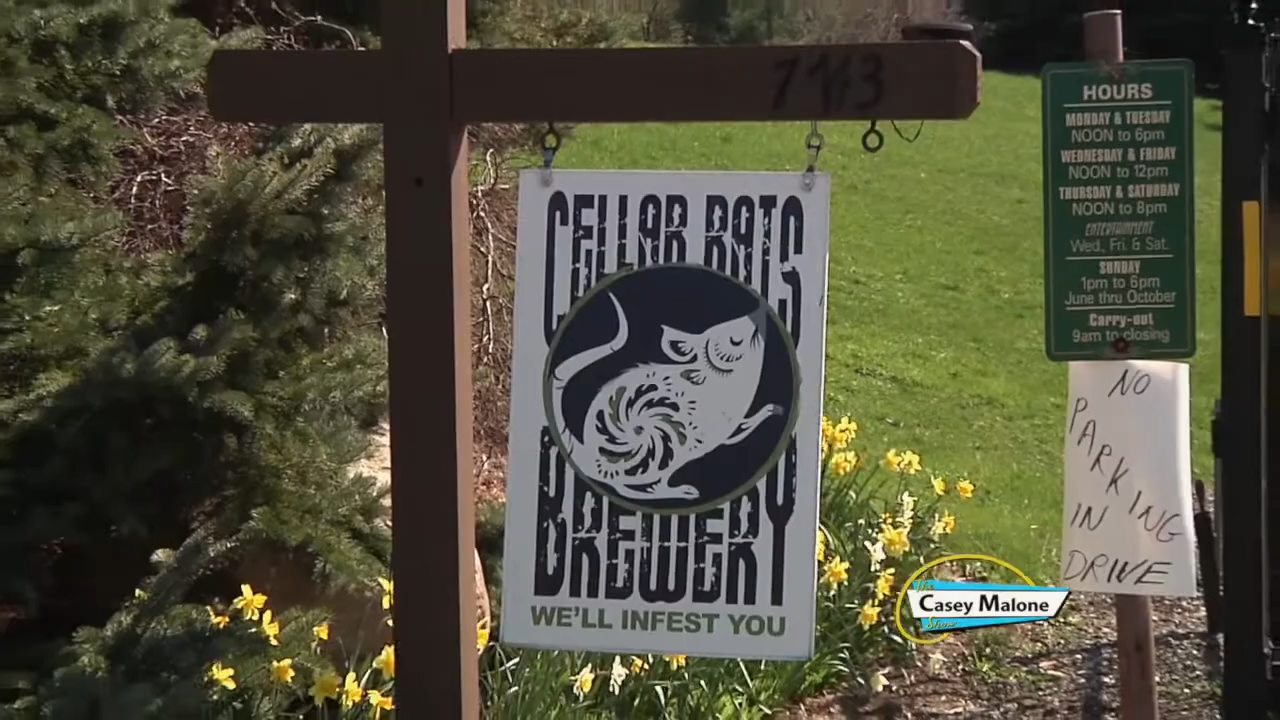 CELLAR RATS
BREWERY
WE'LL INFEST YOU
HOURS
MONDAY & TUESDAY
NOON to 6pm
WEDNESDAY & FRIDAY
NOON to 12pm
THURSDAY & SATURDAY
NOON to 8pm
ENTERTAINMENT
Wed., Fri. & Sat.
SUNDAY
1pm to 6pm
June thru October
Carry-out
9am to closing
NO
PARKING
IN
DRIVE
The
Casey Malone
Show